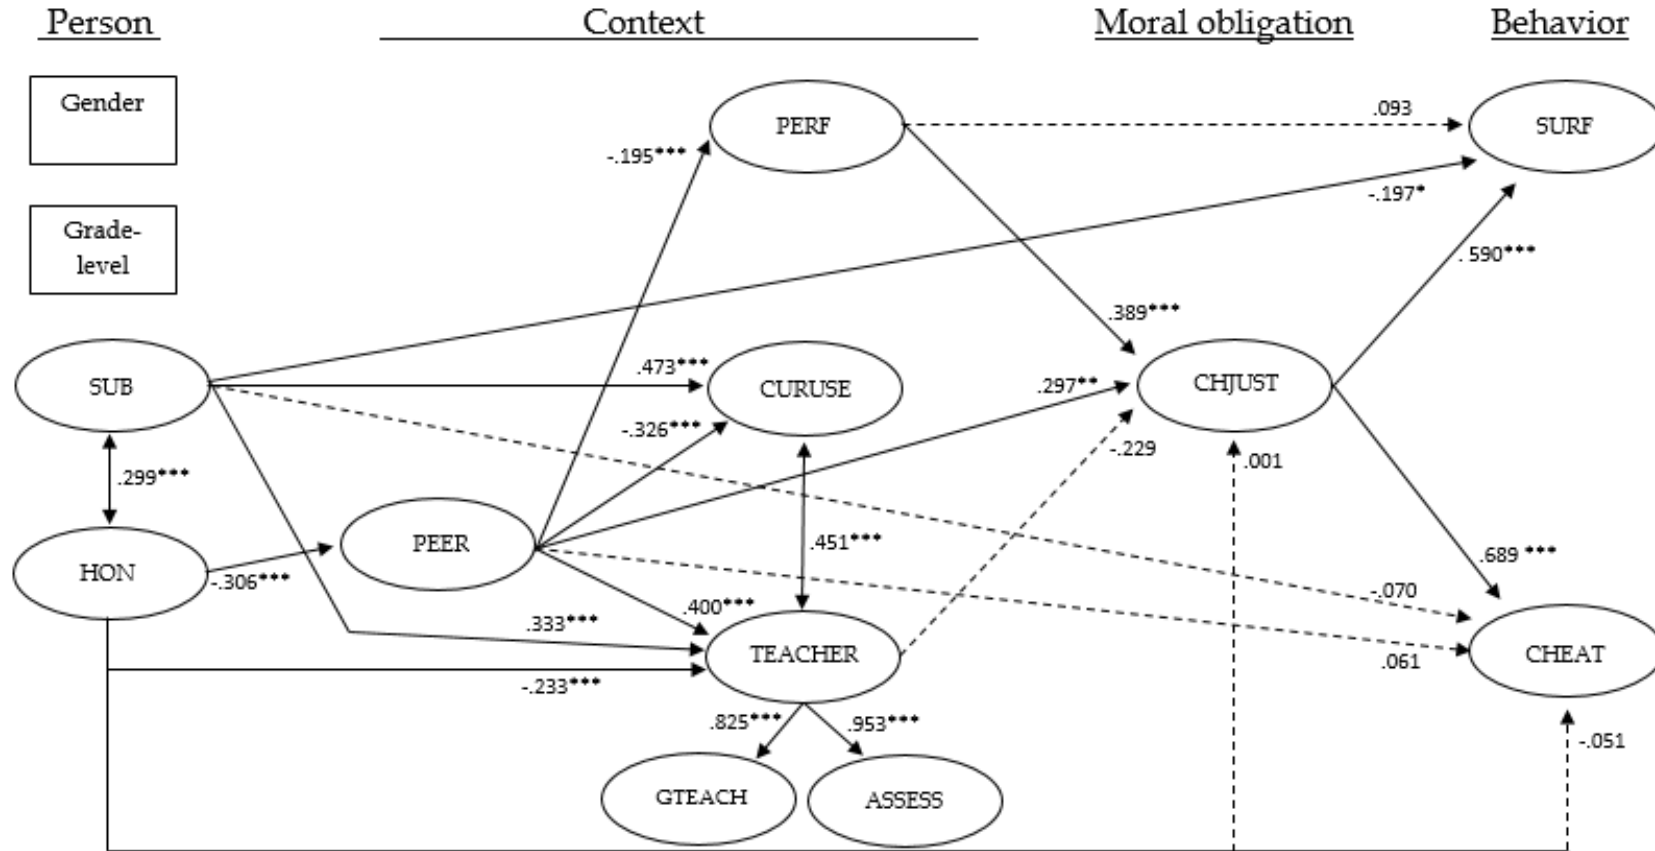 Person
Context
Moral obligation
Behavior
Gender
PERF
.093
SURF
-.195***
-.197*
Grade-
level
. 590***
.389***
SUB
.473***
CURUSE
.297**
CHJUST
-.326***
-.229
.001
.299***
PEER
.451***
HON
-.306***
.689 ***
-.070
.400***
.333***
TEACHER
.061
CHEAT
-.233***
.825***
.953***
-.051
GTEACH
ASSESS